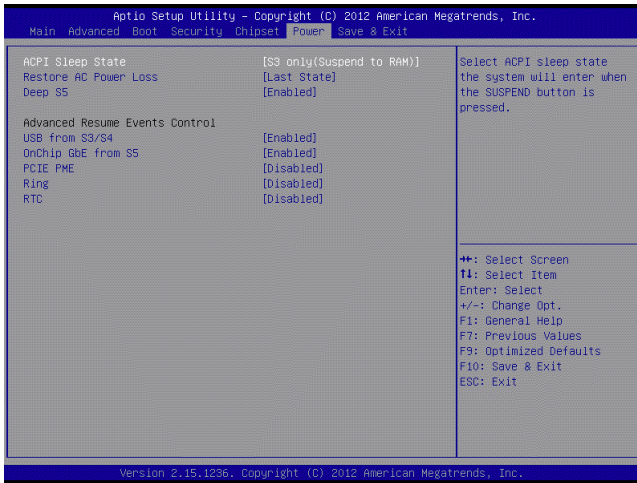 Aptio Setup Utility – Copyright (C) 2012 American Megatrends, Inc.
Main Advanced Boot Security Chipset Power Save & Exit
ACPI Sleep State [S3 only(Suspend to RAM)]
Restore AC Power Loss [Last State]
Deep S5 [Enabled]
Advanced Resume Events Control
USB from S3/S4 [Enabled]
OnChip GbE from S5 [Enabled]
PCIE PME [Disabled]
Ring [Disabled]
RTC [Disabled]
Select ACPI sleep state
the system will enter when
the SUSPEND button is
pressed.
→←: Select Screen
↑↓: Select Item
Enter: Select
+/-: Change Opt.
F1: General Help
F7: Previous Values
F9: Optimized Defaults
F10: Save & Exit
ESC: Exit
Version 2.15.1236. Copyright (C) 2012 American Megatrends, Inc.